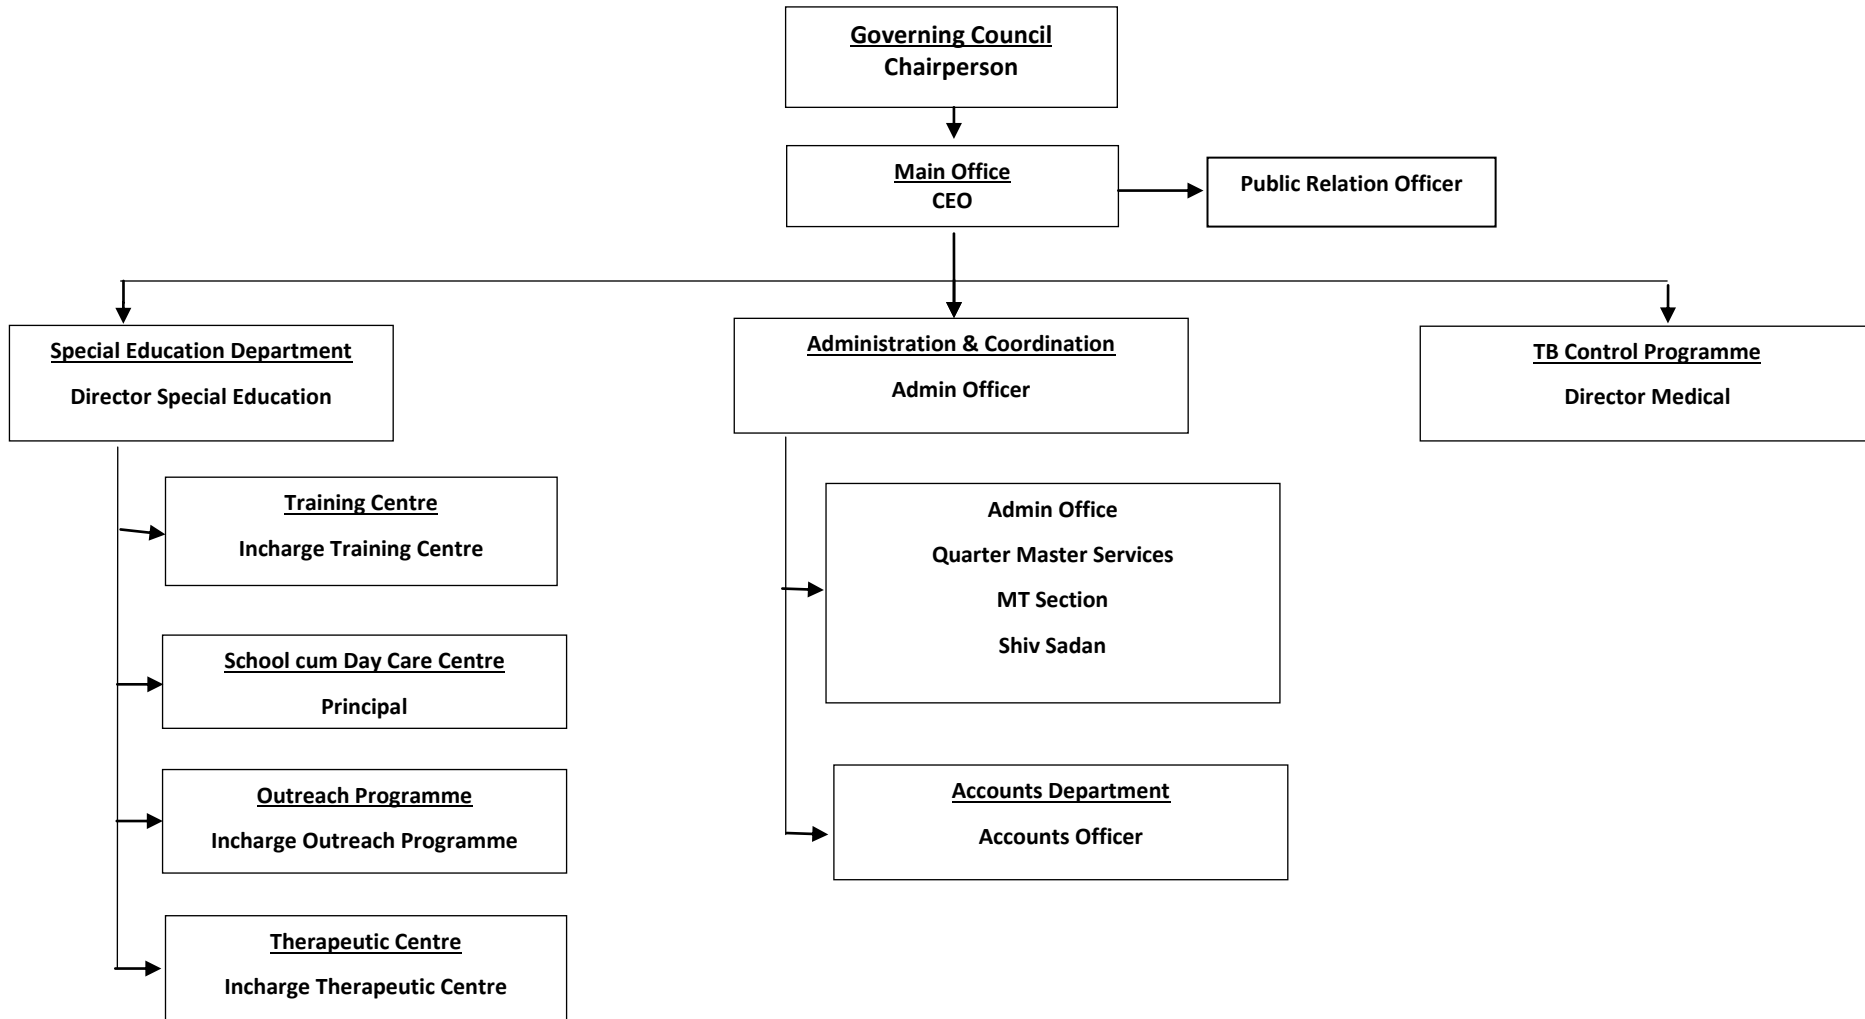 Governing Council
Chairperson
Main Office
CEO
Public Relation Officer
Special Education Department
Director Special Education
Administration & Coordination
Admin Officer
TB Control Programme
Director Medical
Training Centre
Incharge Training Centre
School cum Day Care Centre
Principal
Outreach Programme
Incharge Outreach Programme
Therapeutic Centre
Incharge Therapeutic Centre
Admin Office
Quarter Master Services
MT Section
Shiv Sadan
Accounts Department
Accounts Officer